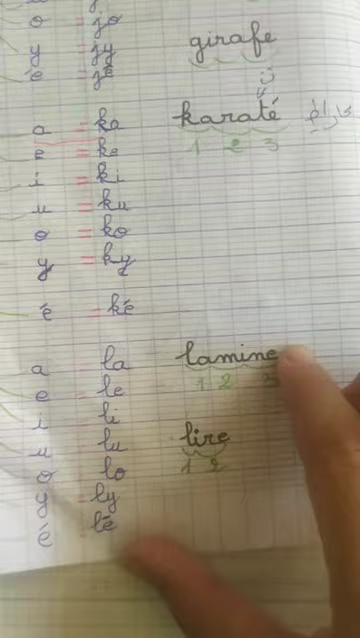 o = jo
girafe
y = jy
é = jé
a = ka karaté
1 2 3
e = ke
i = ki
u = ku
o = ko
y = ky
é = ké
a la lamine
1 2 3
e le
i li
u lu lire
1 2
o lo
y ly
é lé